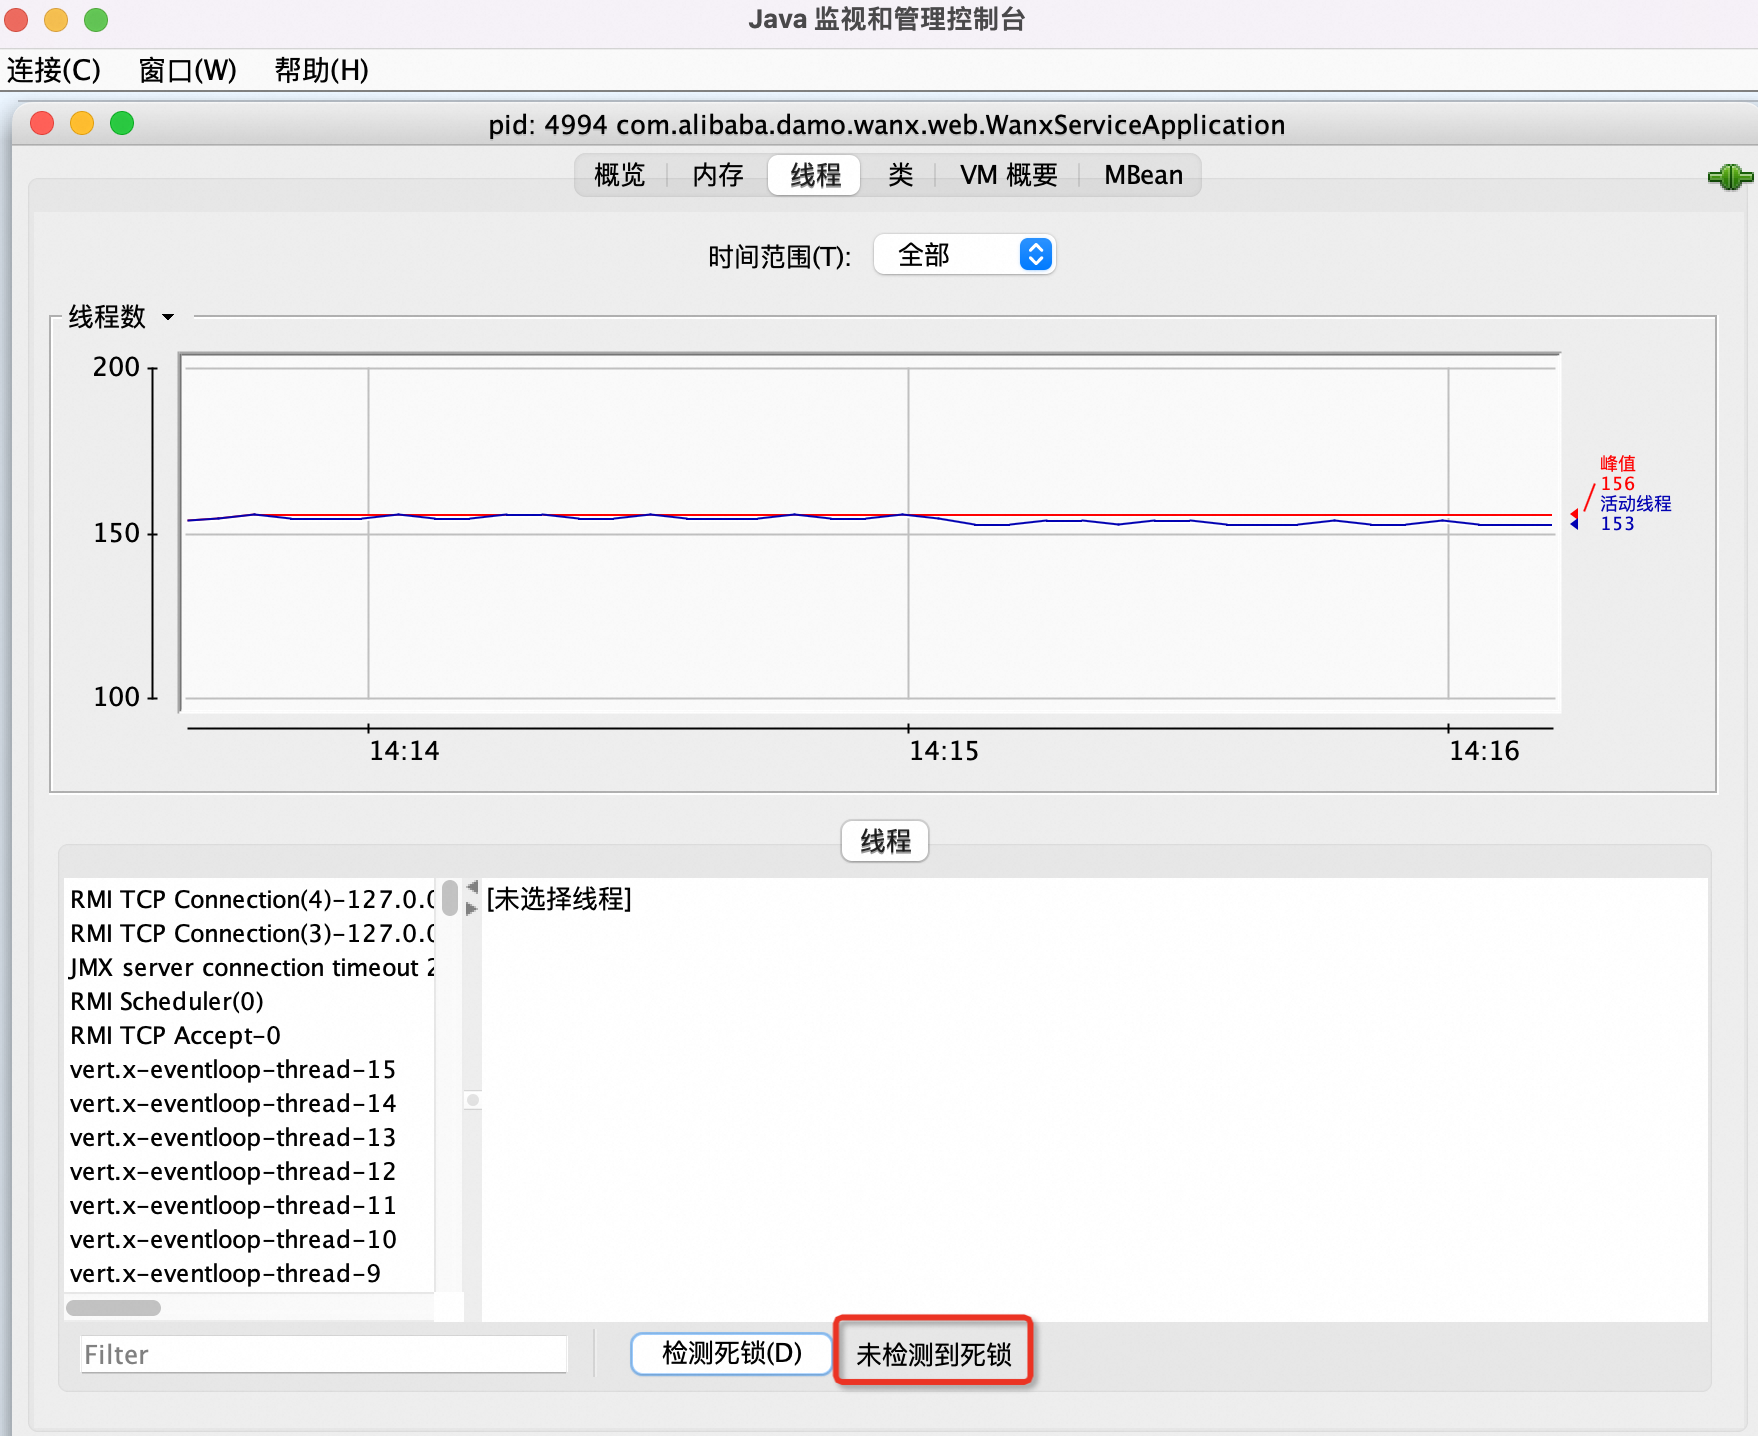 Java 监视和管理控制台
连接(C) 窗口(W) 帮助(H)
pid: 4994 com.alibaba.damo.wanx.web.WanxServiceApplication
概览 内存 线程 类 VM 概要 MBean
时间范围(T): 全部
线程数
200
150
100
峰值
156
活动线程
153
14:14 14:15 14:16
线程
RMI TCP Connection(4)-127.0.0
RMI TCP Connection(3)-127.0.0
JMX server connection timeout 2
RMI Scheduler(0)
RMI TCP Accept-0
vert.x-eventloop-thread-15
vert.x-eventloop-thread-14
vert.x-eventloop-thread-13
vert.x-eventloop-thread-12
vert.x-eventloop-thread-11
vert.x-eventloop-thread-10
vert.x-eventloop-thread-9
[未选择线程]
Filter 检测死锁(D) 未检测到死锁